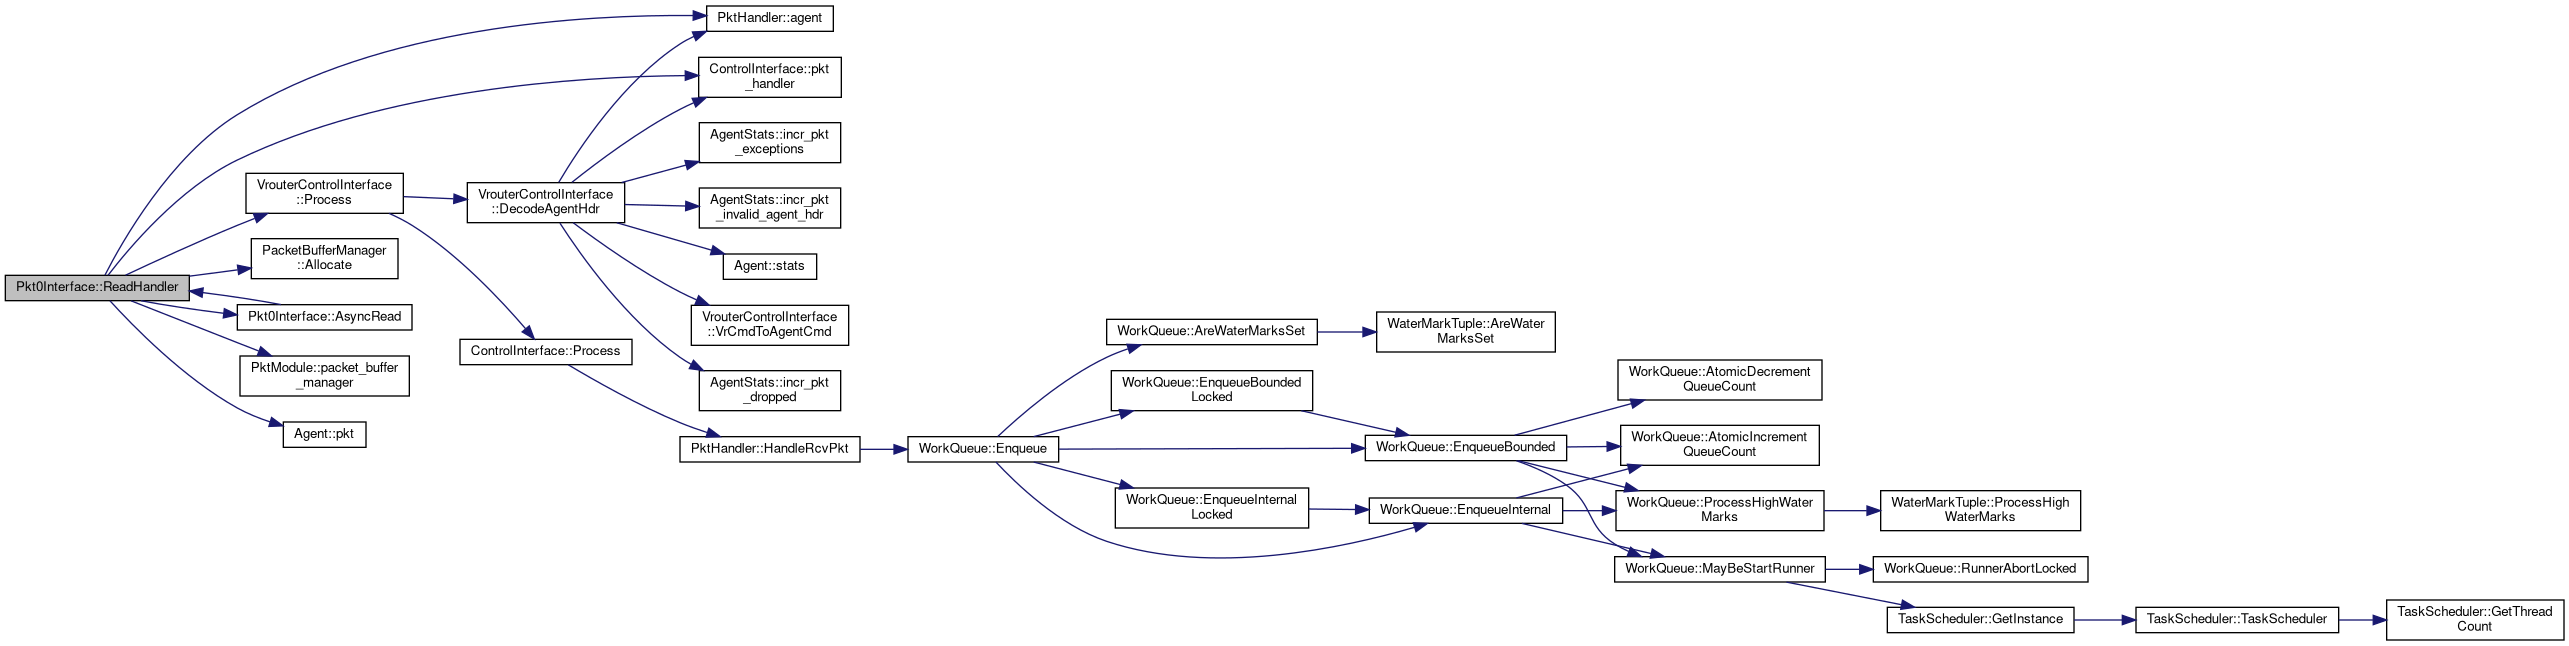 Pkt0Interface::ReadHandler
PktHandler::agent
ControlInterface::pkt
_handler
VrouterControlInterface
::Process
PacketBufferManager
::Allocate
Pkt0Interface::AsyncRead
PktModule::packet_buffer
_manager
Agent::pkt
VrouterControlInterface
::DecodeAgentHdr
ControlInterface::Process
AgentStats::incr_pkt
_exceptions
AgentStats::incr_pkt
_invalid_agent_hdr
Agent::stats
VrouterControlInterface
::VrCmdToAgentCmd
AgentStats::incr_pkt
_dropped
PktHandler::HandleRcvPkt
WorkQueue::Enqueue
WorkQueue::AreWaterMarksSet
WaterMarkTuple::AreWater
MarksSet
WorkQueue::EnqueueBounded
Locked
WorkQueue::EnqueueBounded
WorkQueue::EnqueueInternal
Locked
WorkQueue::EnqueueInternal
WorkQueue::AtomicDecrement
QueueCount
WorkQueue::AtomicIncrement
QueueCount
WorkQueue::ProcessHighWater
Marks
WaterMarkTuple::ProcessHigh
WaterMarks
WorkQueue::MayBeStartRunner
WorkQueue::RunnerAbortLocked
TaskScheduler::GetInstance
TaskScheduler::TaskScheduler
TaskScheduler::GetThread
Count